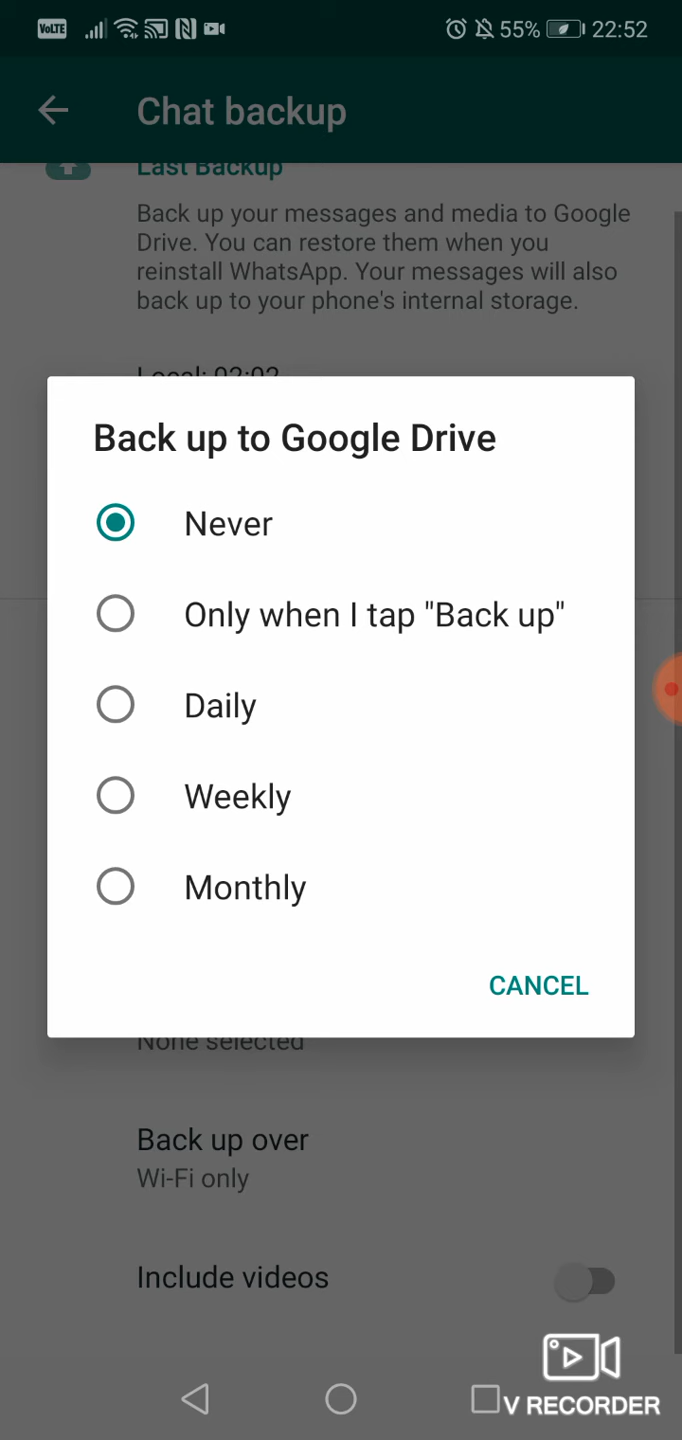 VoLTE 55% 22:52
Chat backup
Last Backup
Back up your messages and media to Google
Drive. You can restore them when you
reinstall WhatsApp. Your messages will also
back up to your phone's internal storage.
Local: 02:02
Back up to Google Drive
Never
Only when I tap "Back up"
Daily
Weekly
Monthly
CANCEL
None selected
Back up over
Wi-Fi only
Include videos
V RECORDER